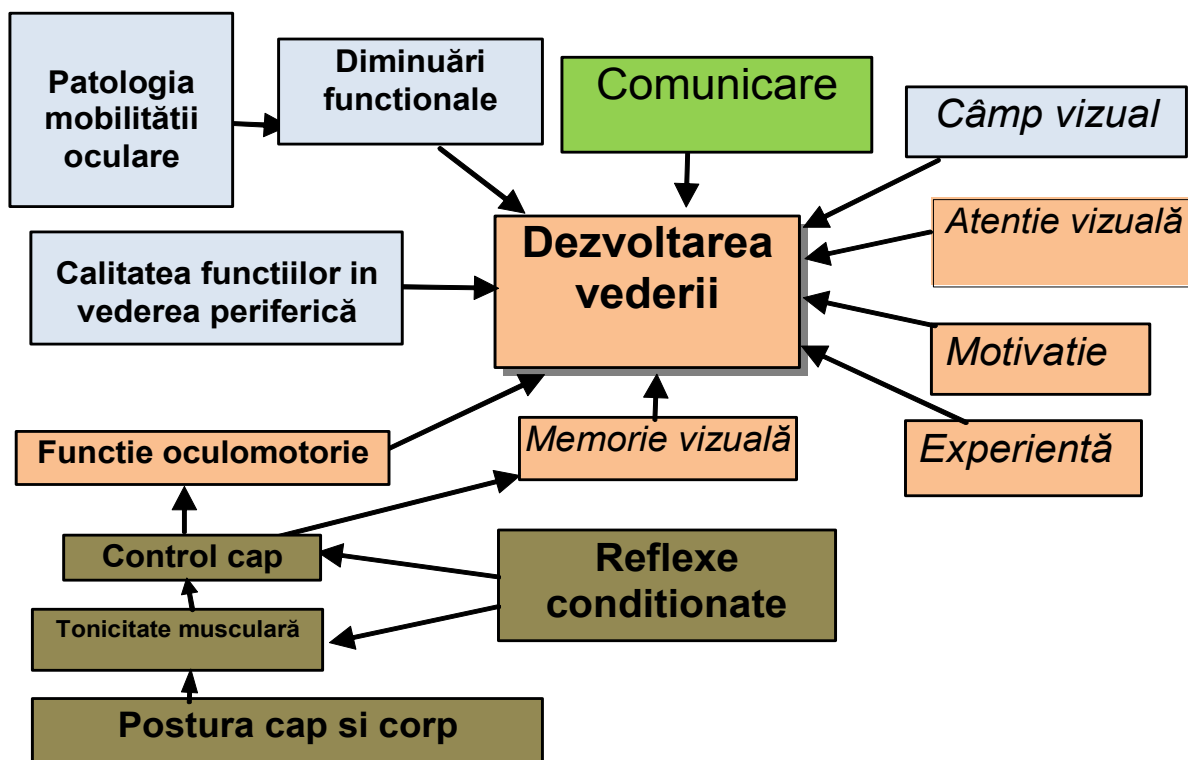 Patologia
mobilitătii
oculare
Diminuări
functionale
Comunicare
Câmp vizual
Atentie vizuală
Calitatea functiilor in
vederea periferică
Dezvoltarea
vederii
Motivatie
Functie oculomotorie
Memorie vizuală
Experientă
Control cap
Reflexe
conditionate
Tonicitate musculară
Postura cap si corp